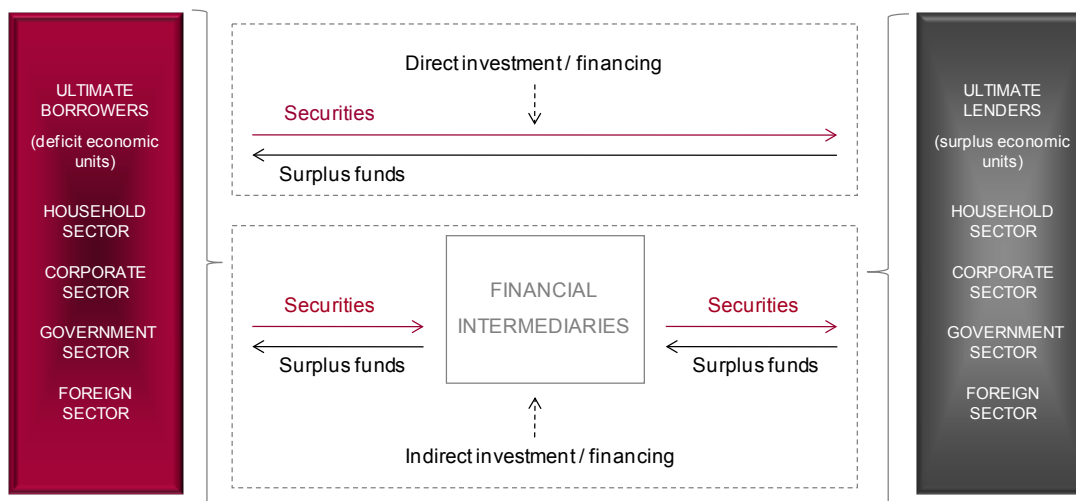 ULTIMATE
BORROWERS
(deficit economic
units)
HOUSEHOLD
SECTOR
CORPORATE
SECTOR
GOVERNMENT
SECTOR
FOREIGN
SECTOR
Direct investment / financing
Securities
Surplus funds
FINANCIAL
INTERMEDIARIES
Securities
Surplus funds
Securities
Surplus funds
Indirect investment / financing
ULTIMATE
LENDERS
(surplus economic
units)
HOUSEHOLD
SECTOR
CORPORATE
SECTOR
GOVERNMENT
SECTOR
FOREIGN
SECTOR